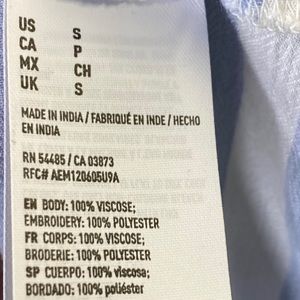 US S
CA P
MX CH
UK S
MADE IN INDIA / FABRIQUÉ EN INDE / HECHO
EN INDIA
RN 54485 / CA 03873
RFC# AEM120605U9A
EN BODY: 100% VISCOSE;
EMBROIDERY: 100% POLYESTER
FR CORPS: 100% VISCOSE;
BRODERIE: 100% POLYESTER
SP CUERPO: 100% viscosa;
BORDADO: 100% poliéster